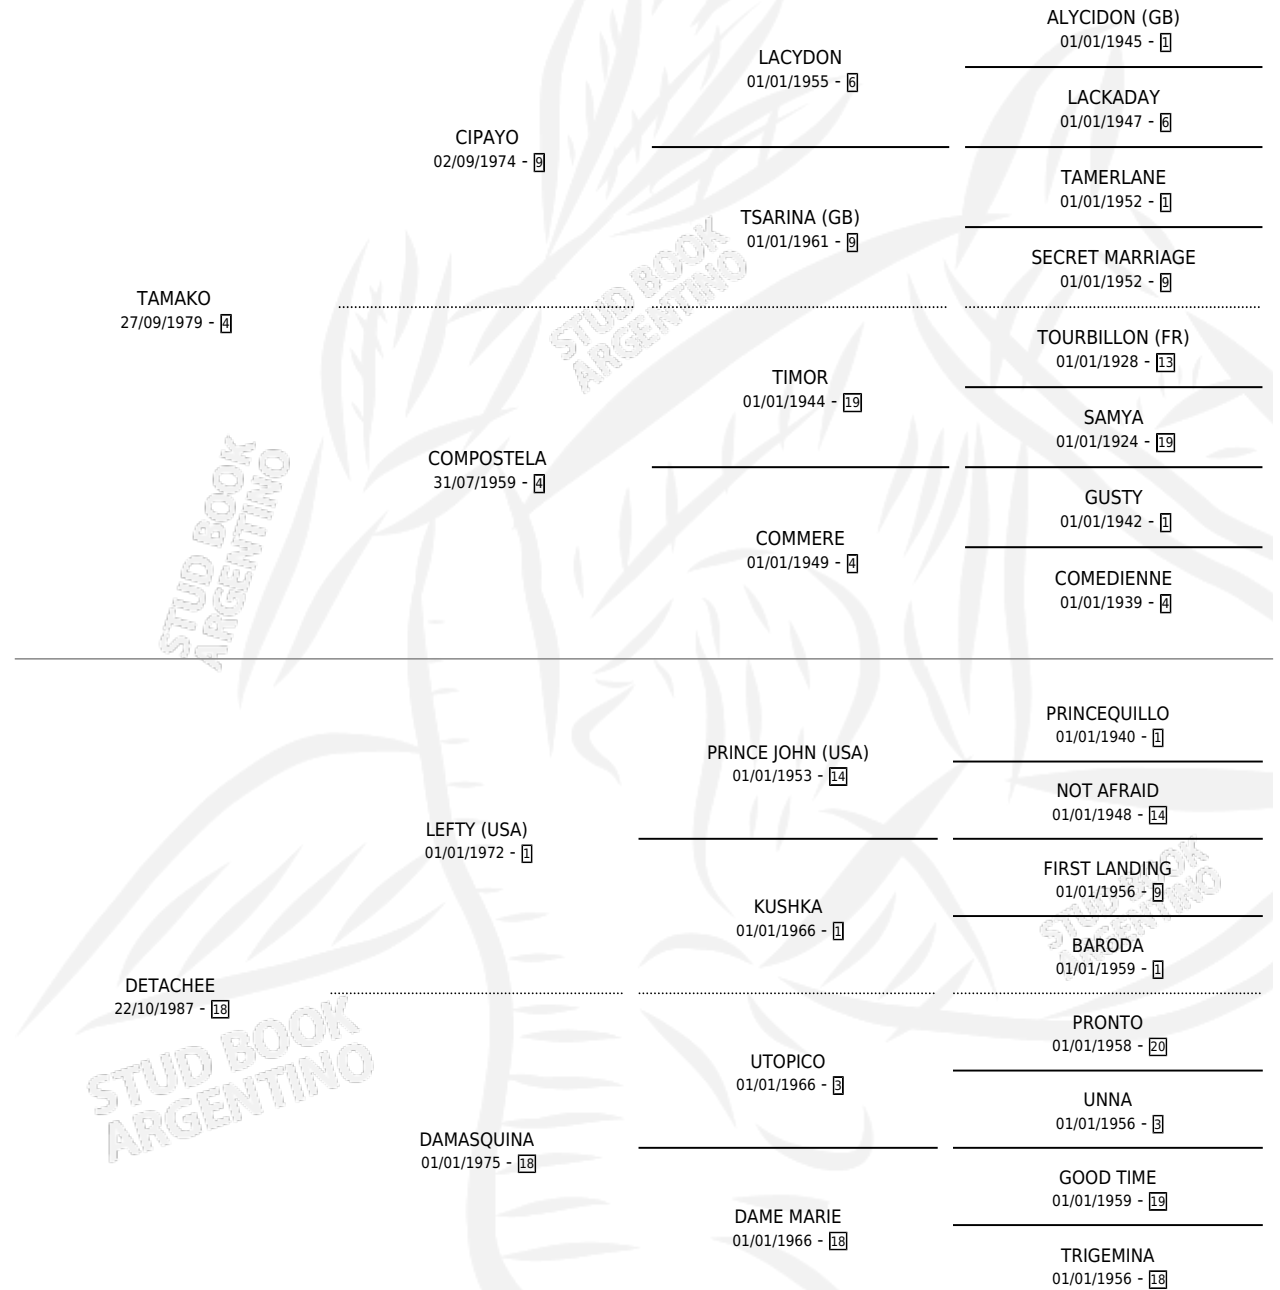 TAMAKO
27/09/1979 - 4
CIPAYO
02/09/1974 - 9
COMPOSTELA
31/07/1959 - 4
LACYDON
01/01/1955 - 6
TSARINA (GB)
01/01/1961 - 9
TIMOR
01/01/1944 - 19
COMMERE
01/01/1949 - 4
ALYCIDON (GB)
01/01/1945 - 1
LACKADAY
01/01/1947 - 6
TAMERLANE
01/01/1952 - 1
SECRET MARRIAGE
01/01/1952 - 9
TOURBILLON (FR)
01/01/1928 - 13
SAMYA
01/01/1924 - 19
GUSTY
01/01/1942 - 1
COMEDIENNE
01/01/1939 - 4
DETACHEE
22/10/1987 - 18
LEFTY (USA)
01/01/1972 - 1
DAMASQUINA
01/01/1975 - 18
PRINCE JOHN (USA)
01/01/1953 - 14
KUSHKA
01/01/1966 - 1
UTOPICO
01/01/1966 - 3
DAME MARIE
01/01/1966 - 18
PRINCEQUILLO
01/01/1940 - 1
NOT AFRAID
01/01/1948 - 14
FIRST LANDING
01/01/1956 - 9
BARODA
01/01/1959 - 1
PRONTO
01/01/1958 - 20
UNNA
01/01/1956 - 3
GOOD TIME
01/01/1959 - 19
TRIGEMINA
01/01/1956 - 18
STUD BOOK
ARGENTINO
STUD BOOK
ARGENTINO
STUD BOOK
ARGENTINO
STUD BOOK
ARGENTINO